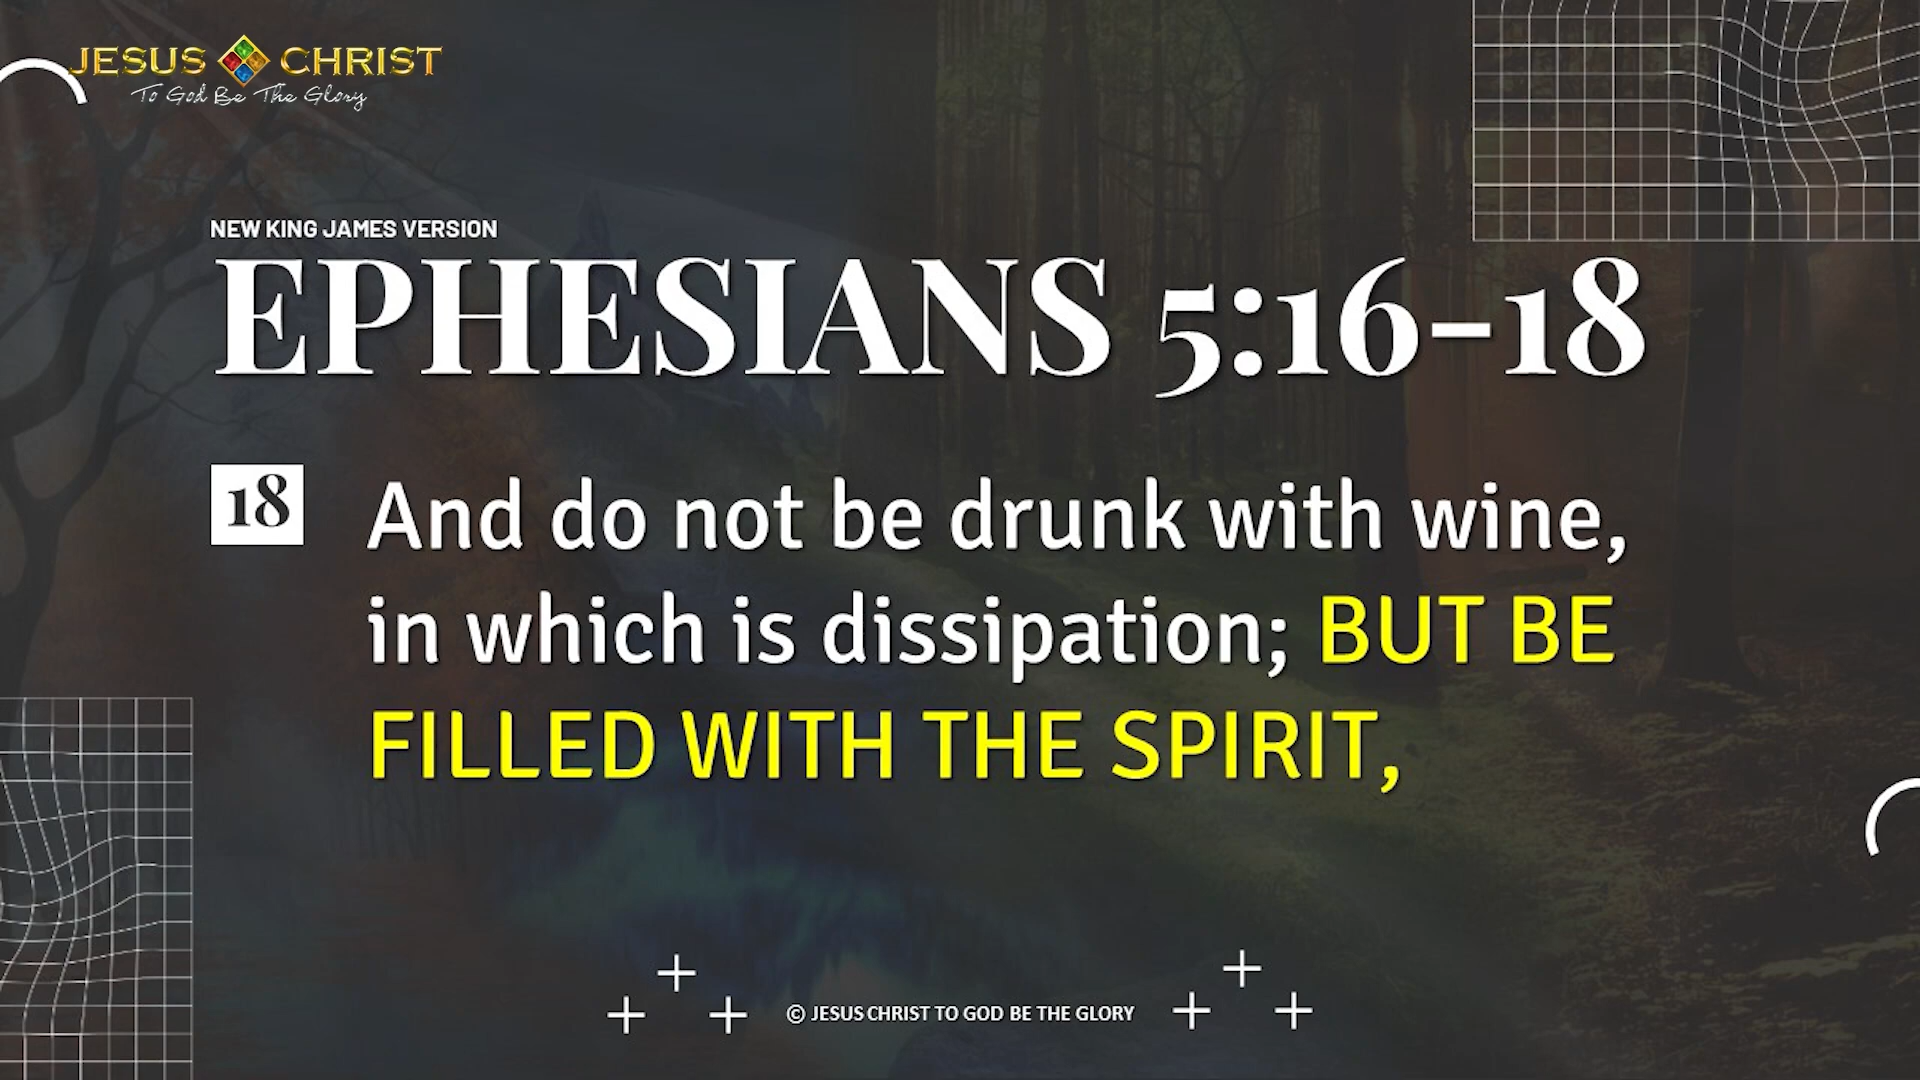 JESUS CHRIST
To God Be The Glory
NEW KING JAMES VERSION
EPHESIANS 5:16-18
18 And do not be drunk with wine,
in which is dissipation; BUT BE
FILLED WITH THE SPIRIT,
© JESUS CHRIST TO GOD BE THE GLORY